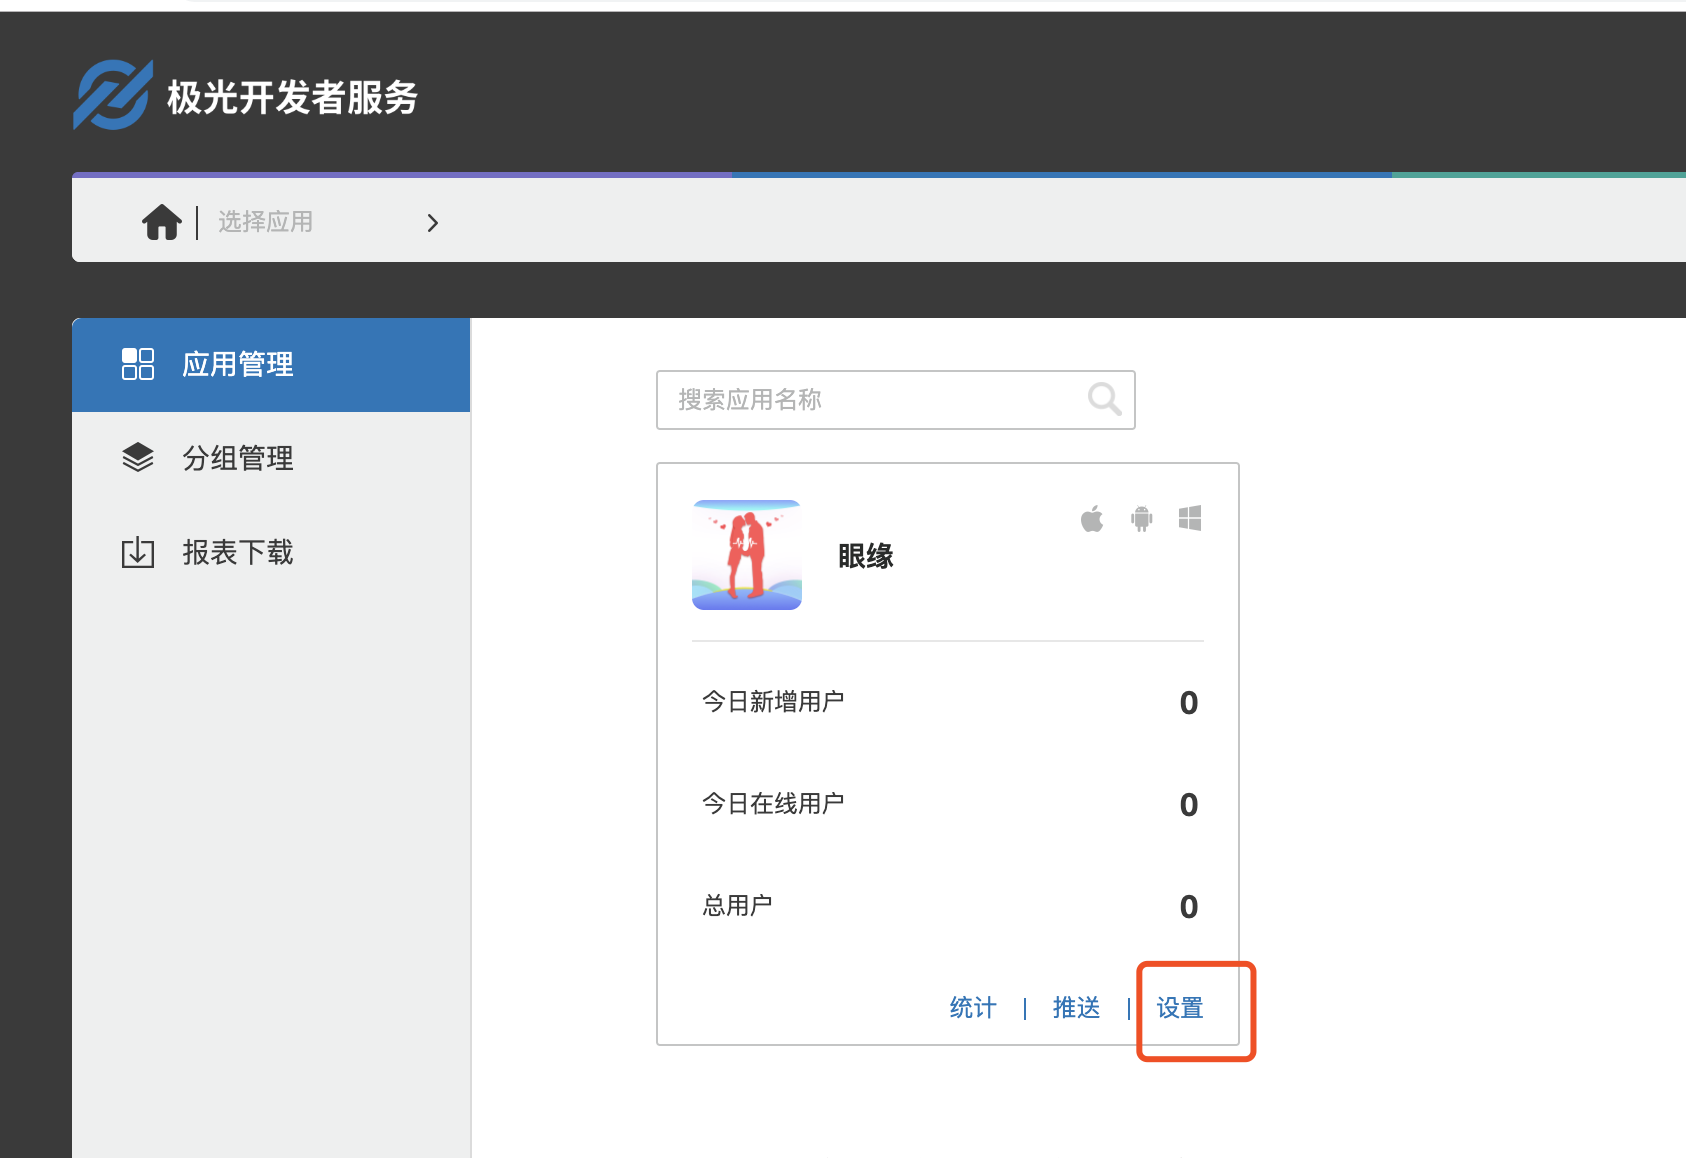 极光开发者服务
选择应用
应用管理
分组管理
报表下载
搜索应用名称
眼缘
今日新增用户 0
今日在线用户 0
总用户 0
统计 | 推送 | 设置